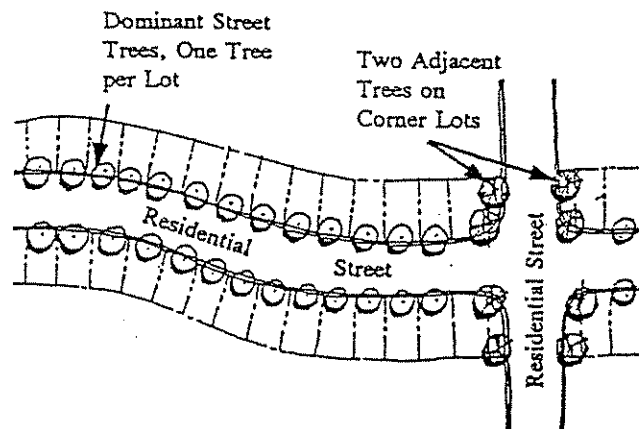 Dominant Street
Trees, One Tree
per Lot
Two Adjacent
Trees on
Corner Lots
Residential
Street
Residential Street